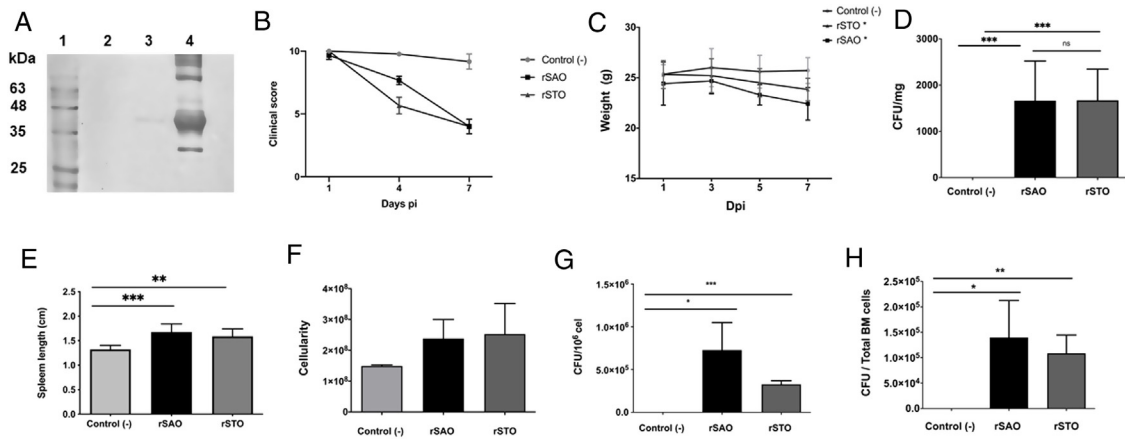 A
1 2 3 4
kDa
63
48
35
25
B
Clinical score
10
5
0
1 4 7
Days pi
Control (-)
rSAO
rSTO
C
Weight (g)
30
25
20
15
1 3 5 7
Dpi
Control (-)
rSTO *
rSAO *
D
CFU/mg
3000
2000
1000
0
***
***
ns
Control (-) rSAO rSTO
E
Spleem length (cm)
2.5
2.0
1.5
1.0
0.5
0.0
**
***
Control (-) rSAO rSTO
F
Cellularity
4×10⁸
3×10⁸
2×10⁸
1×10⁸
0
Control (-) rSAO rSTO
G
CFU/10⁶ cel
1.5×10⁶
1.0×10⁶
5.0×10⁵
0.0
***
*
Control (-) rSAO rSTO
H
CFU / Total BM cells
2.5×10⁵
2.0×10⁵
1.5×10⁵
1.0×10⁵
5.0×10⁴
0.0
**
*
Control (-) rSAO rSTO